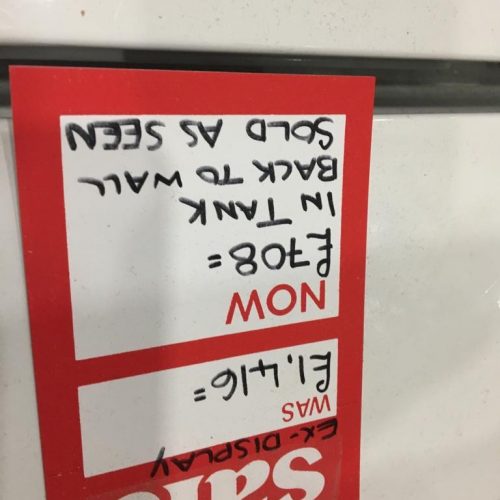 Sale
EX-DISPLAY
WAS
£1,416=
NOW
£708=
IN TANK
BACK TO WALL
SOLD AS SEEN